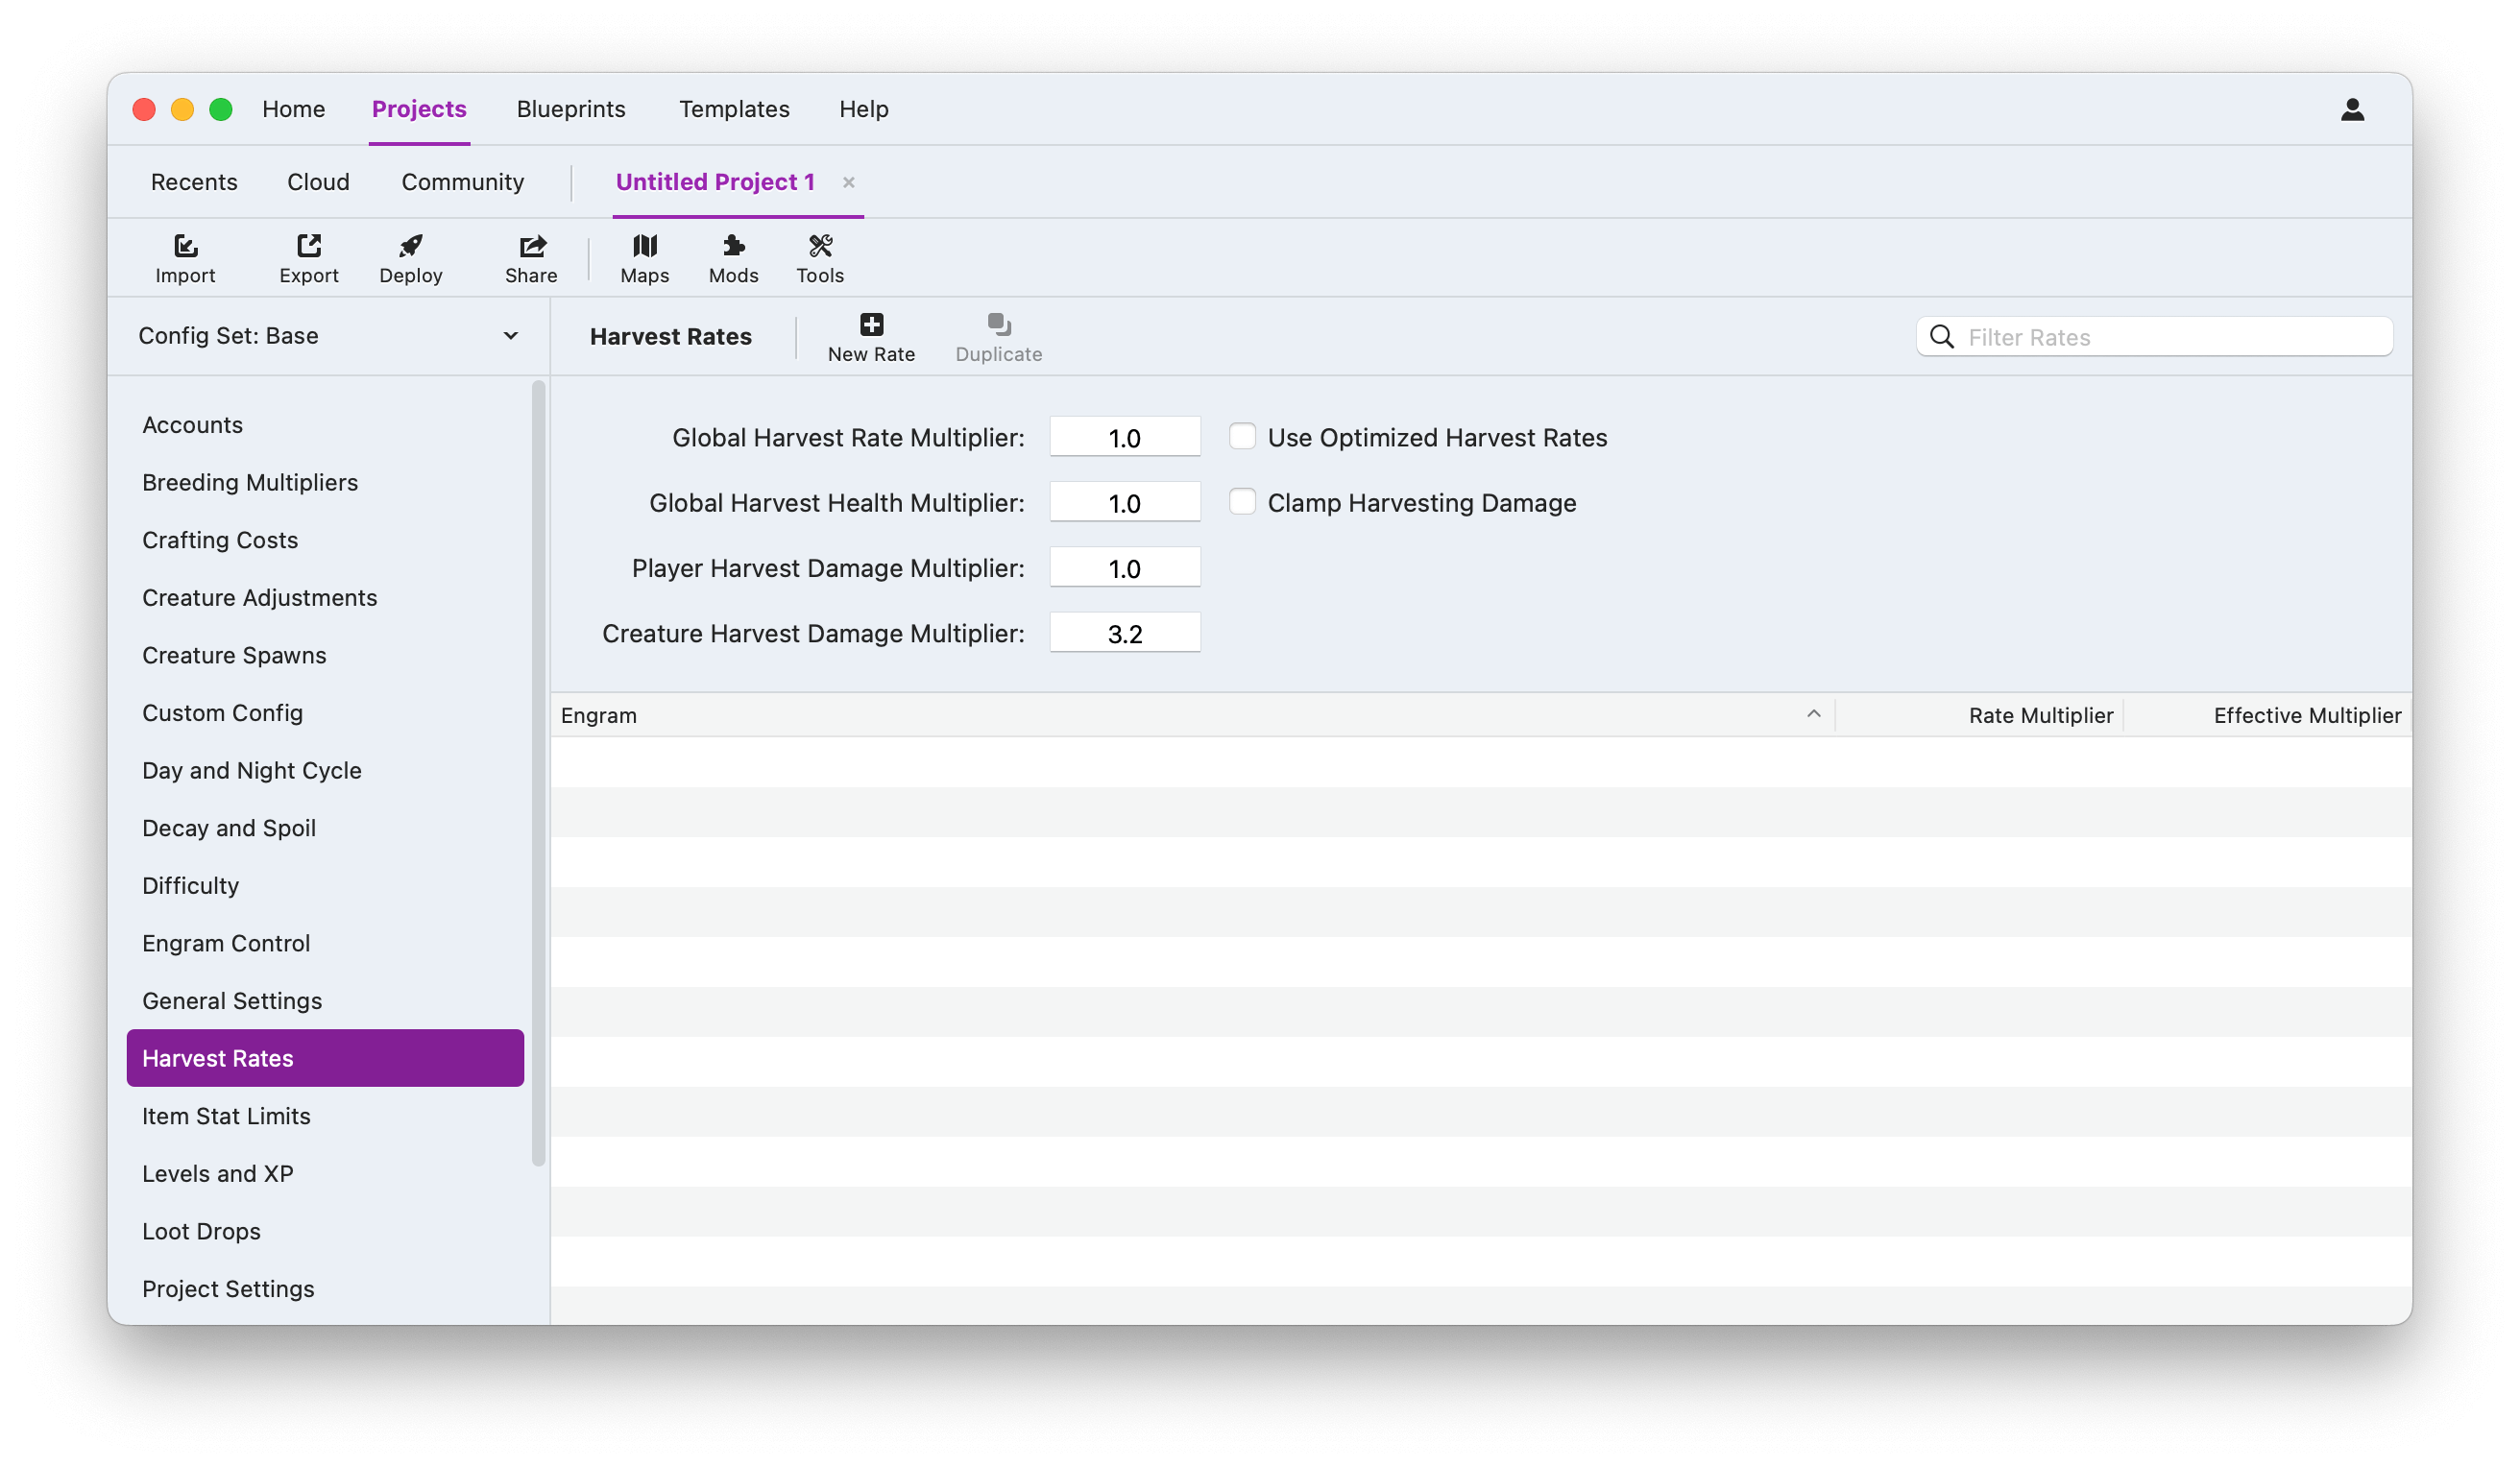 Home Projects Blueprints Templates Help
Recents Cloud Community Untitled Project 1 ×
Import Export Deploy Share Maps Mods Tools
Config Set: Base
Harvest Rates New Rate Duplicate Filter Rates
Accounts
Breeding Multipliers
Crafting Costs
Creature Adjustments
Creature Spawns
Custom Config
Day and Night Cycle
Decay and Spoil
Difficulty
Engram Control
General Settings
Harvest Rates
Item Stat Limits
Levels and XP
Loot Drops
Project Settings
Global Harvest Rate Multiplier: 1.0 Use Optimized Harvest Rates
Global Harvest Health Multiplier: 1.0 Clamp Harvesting Damage
Player Harvest Damage Multiplier: 1.0
Creature Harvest Damage Multiplier: 3.2
Engram Rate Multiplier Effective Multiplier